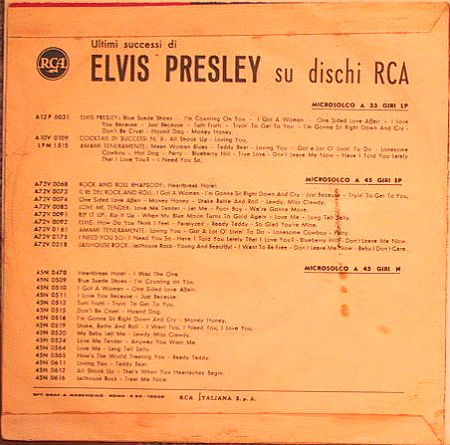 Ultimi successi di
RCA
ELVIS PRESLEY su dischi RCA
MICROSOLCO A 33 GIRI LP
A12P 0031 ELVIS PRESLEY: Blue Suede Shoes - I'm Counting On You - I Got A Woman - One Sided Love Affair - I Love
You Because - Just Because - Tutti Frutti - Tryin' To Get To You - I'm Gonna Sir Right Down And Cry -
Don't Be Cruel - Hound Dog - Money Honey.
A10V 0109 COCKTAIL DI SUCCESSI N. 3: All Shook Up - Loving You.
LPM 1515 AMAMI TENERAMENTE: Mean Woman Blues - Teddy Bear - Loving You - Got a Lot O' Livin' To Do - Lonesome
Cowboy - Hot Dog - Party - Blueberry Hill - True Love - Don't Leave Me Now - Have I Told You Lately
That I Love You? - I Need You So.
MICROSOLCO A 45 GIRI EP
A72V 0068 ROCK AND ROLL RHAPSODY: Heartbreak Hotel.
A72V 0073 IL RE DEL ROCK AND ROLL: I Got A Woman - I'm Gonna Sit Right Down And Cry - Just Because - Tryin' To Get To You.
A72V 0074 One Sided Love Affair - Money Honey - Shake Rattle And Roll - Lawdy, Miss Clawdy.
A72V 0085 LOVE ME TENDER: Love Me Tender - Let Me - Poor Boy - We're Gonna Move.
A72V 0091 RIP IT UP: Rip It Up - When My Blue Moon Turns To Gold Again - Love Me - Long Tall Sally.
A72V 0092 ELVIS: How Do You Think I Feel - Paralyzed - Ready Teddy - So Glad You're Mine.
A72V 0161 AMAMI TENERAMENTE: Loving You - Got A Lot O' Livin' To Do - Lonesome Cowboy - Party.
A72V 0175 I NEED YOU SO: I Need You So - Have I Told You Lately That I Love You? - Blueberry Hill - Don't Leave Me Now.
A72V 0218 JAILHOUSE ROCK: Jailhouse Rock - Young And Beautiful - I Want To Be Free - Don't Leave Me Now - Baby I Don't Care.
MICROSOLCO A 45 GIRI N
45N 0470 Heartbreak Hotel - I Was The One.
45N 0509 Blue Suede Shoes - I'm Counting on You.
45N 0510 I Got A Woman - One Sided Love Affair.
45N 0511 I Love You Because - Just Because.
45N 0512 Tutti Frutti - Tryin' To Get To You.
45N 0515 Don't Be Cruel - Hound Dog.
45N 0518 I'm Gonna Sir Right Down And Cry - Money Honey.
45N 0519 Shake, Rattle And Roll - I Want You, I Need You, I Love You.
45N 0520 My Baby Left Me - Lawdy Miss Clawdy.
45N 0524 Love Me Tender - Anyway You Want Me.
45N 0564 Love Me - Long Tall Sally
45N 0565 How's The World Treating You - Ready Teddy.
45N 0611 Loving You - Teddy Bear.
45N 0612 All Shook Up - That's When Your Heartaches Begin.
45N 0616 Jailhouse Rock - Treat Me Nice.
RCA ITALIANA S.p.A.